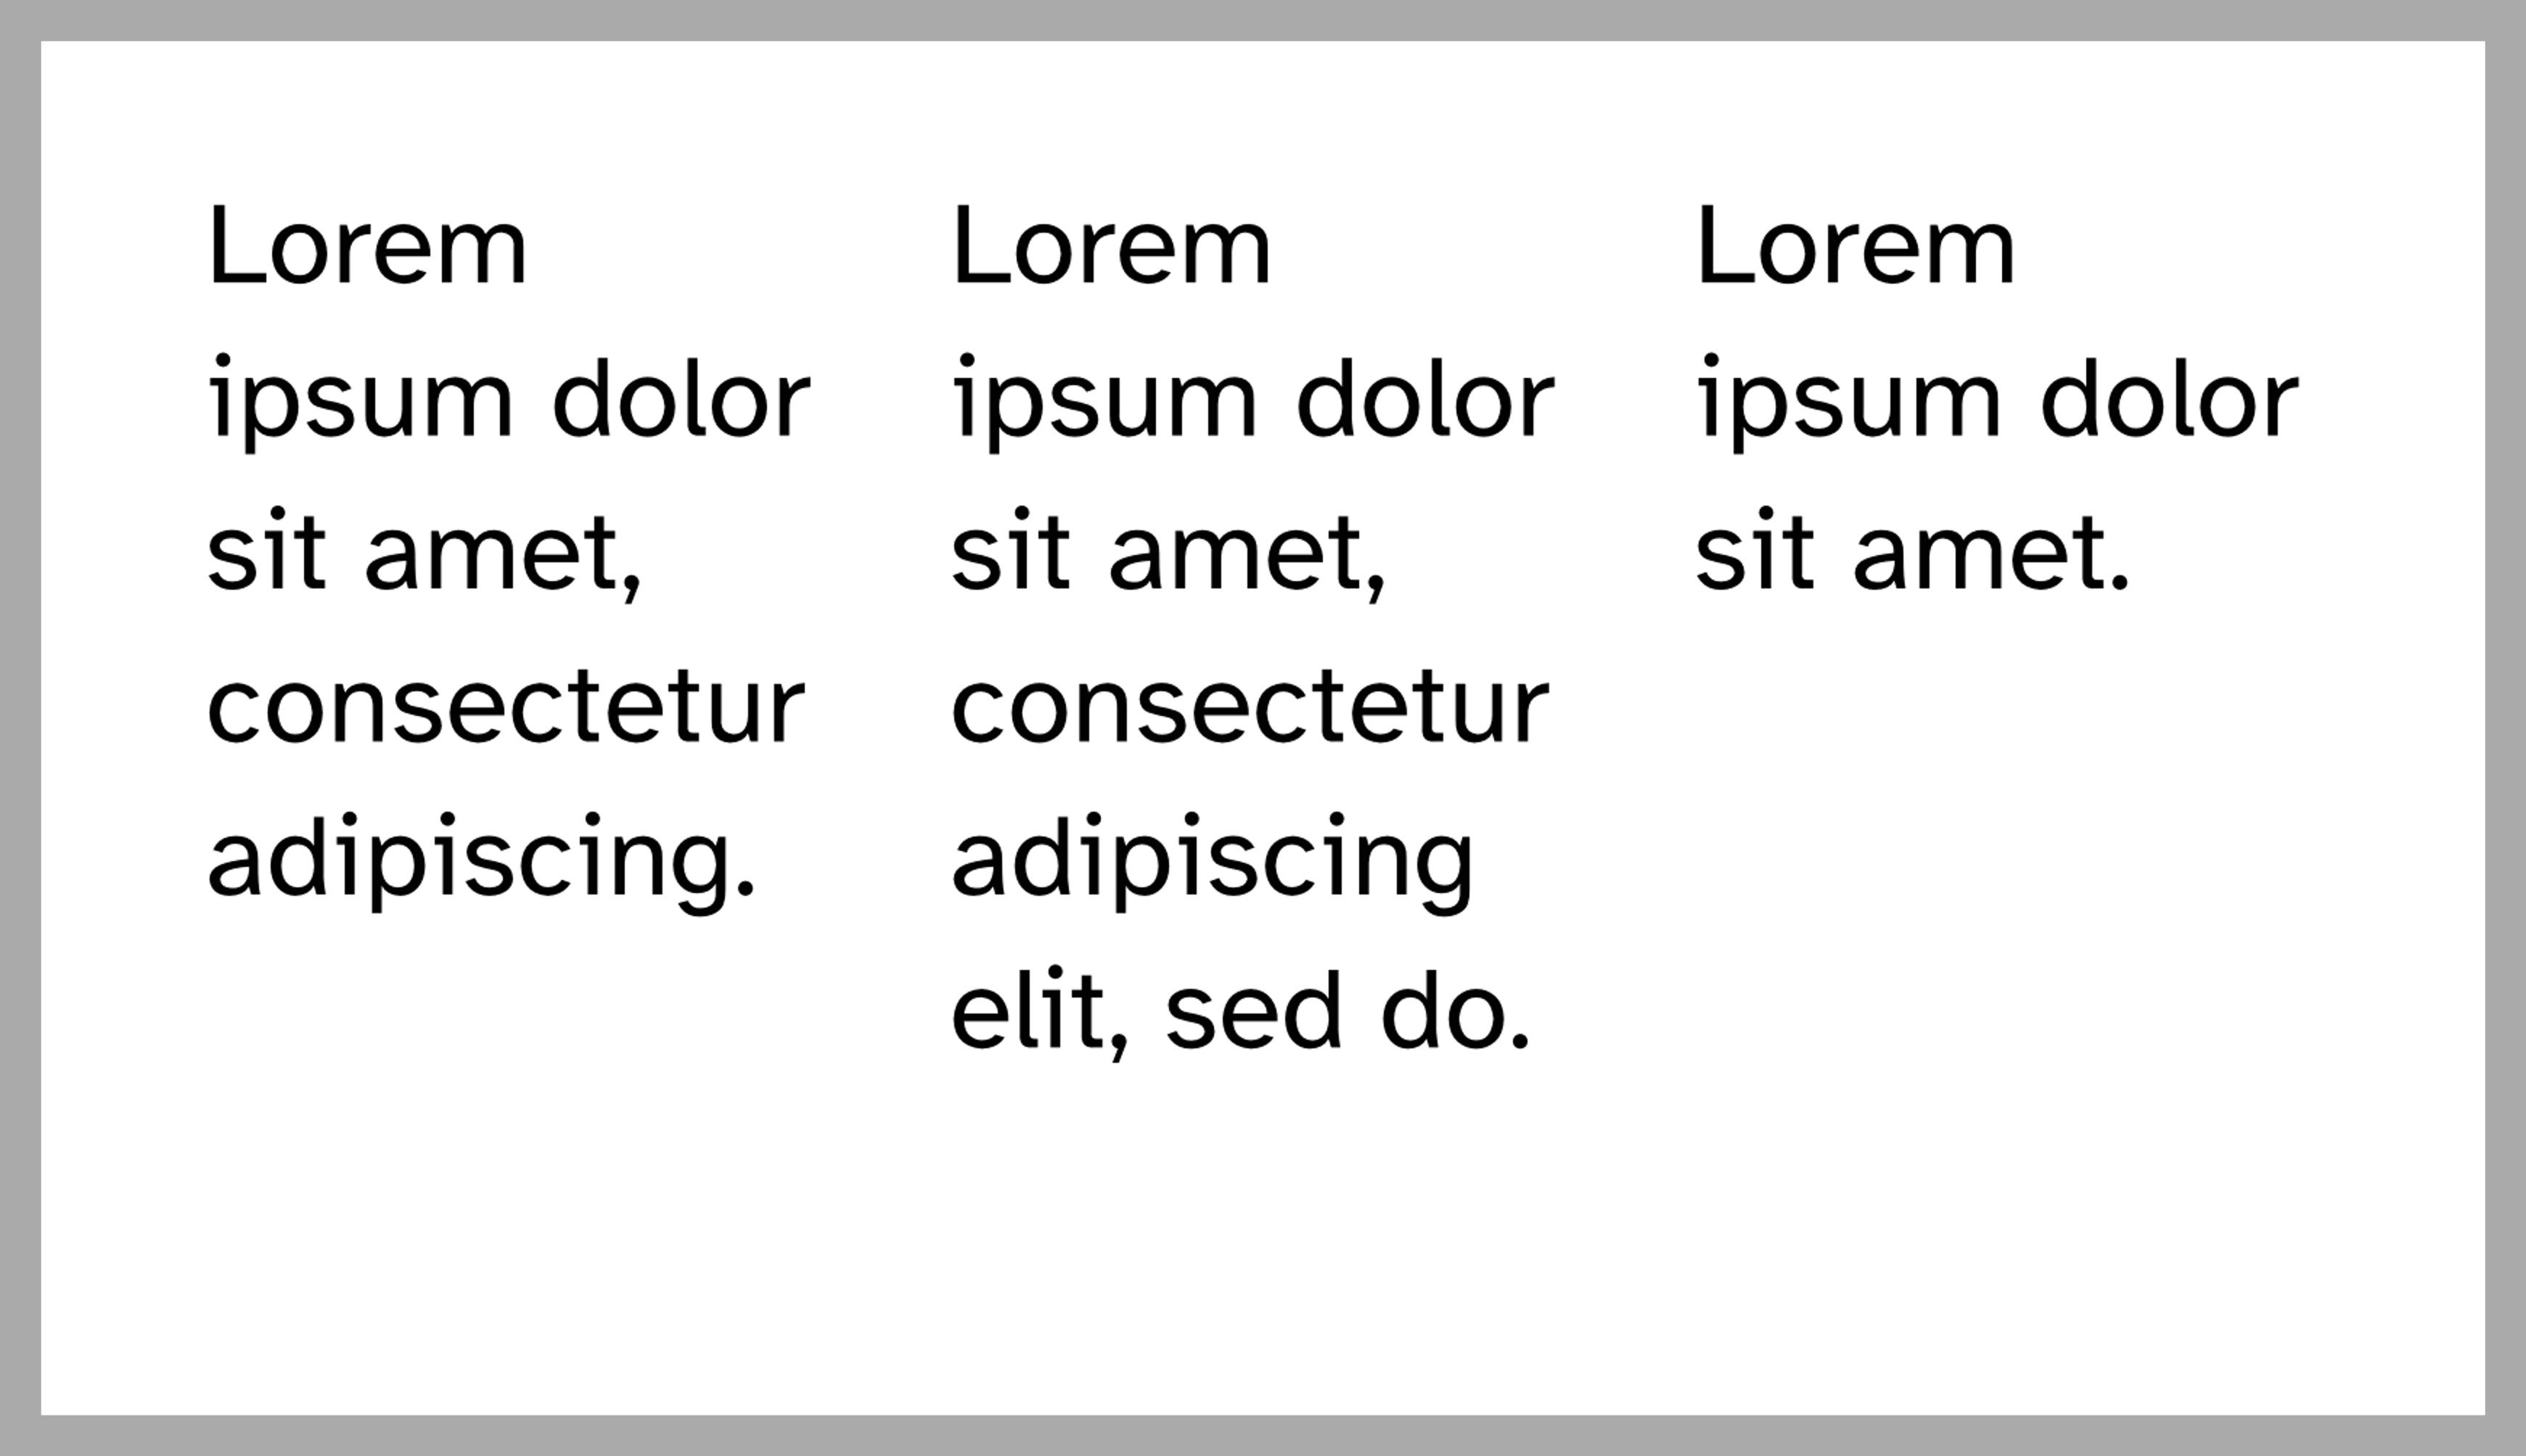 Lorem
ipsum dolor
sit amet,
consectetur
adipiscing.
Lorem
ipsum dolor
sit amet,
consectetur
adipiscing
elit, sed do.
Lorem
ipsum dolor
sit amet.